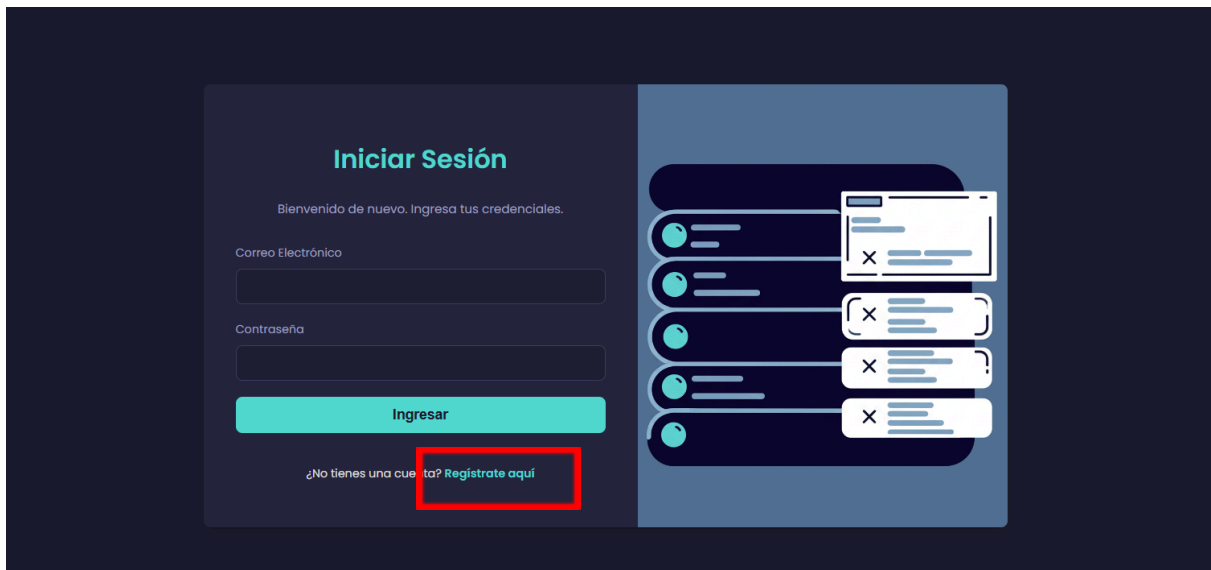 Iniciar Sesión
Bienvenido de nuevo. Ingresa tus credenciales.
Correo Electrónico
Contraseña
Ingresar
¿No tienes una cuenta? Regístrate aquí